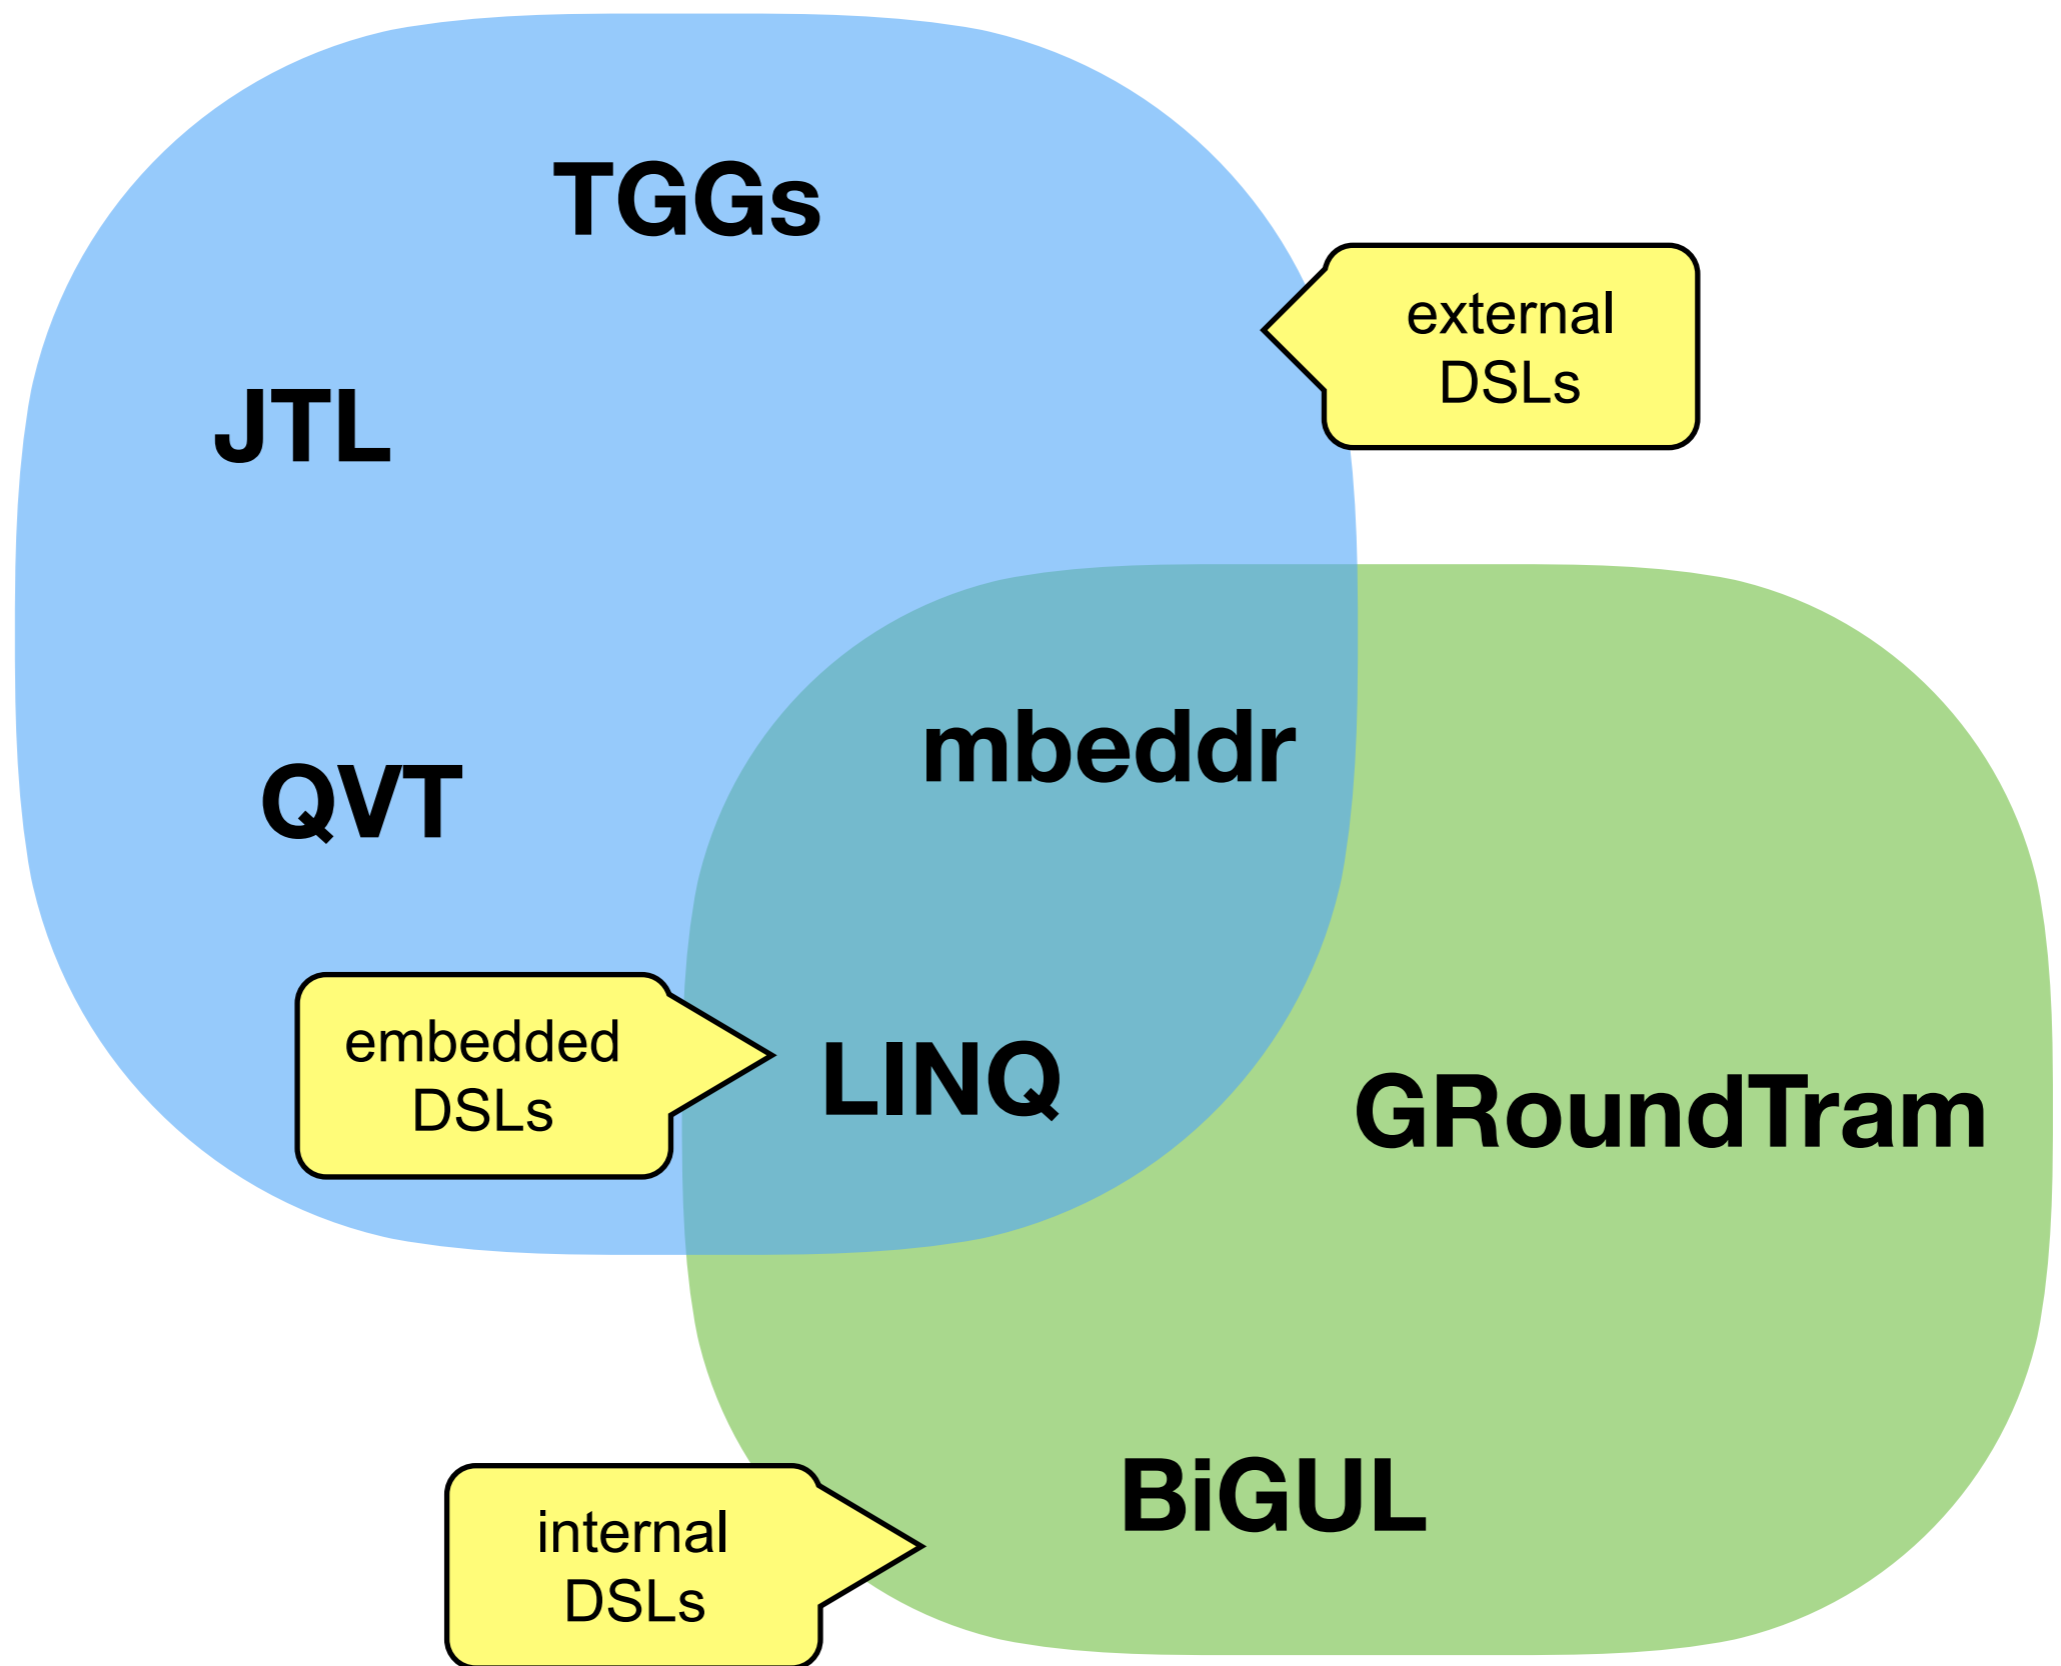 TGGs
external
DSLs
JTL
mbeddr
QVT
embedded
DSLs
LINQ
GRoundTram
BiGUL
internal
DSLs